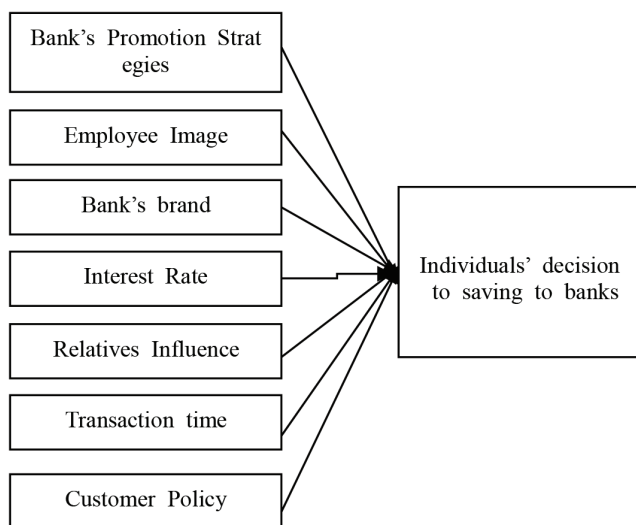 Bank’s Promotion Strat
egies
Employee Image
Bank’s brand
Interest Rate
Relatives Influence
Transaction time
Customer Policy
Individuals’ decision
to saving to banks